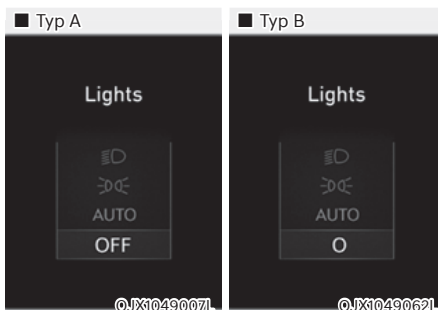 ■ Typ A
Lights
AUTO
OFF
OJX1049007L
■ Typ B
Lights
AUTO
O
OJX1049062L